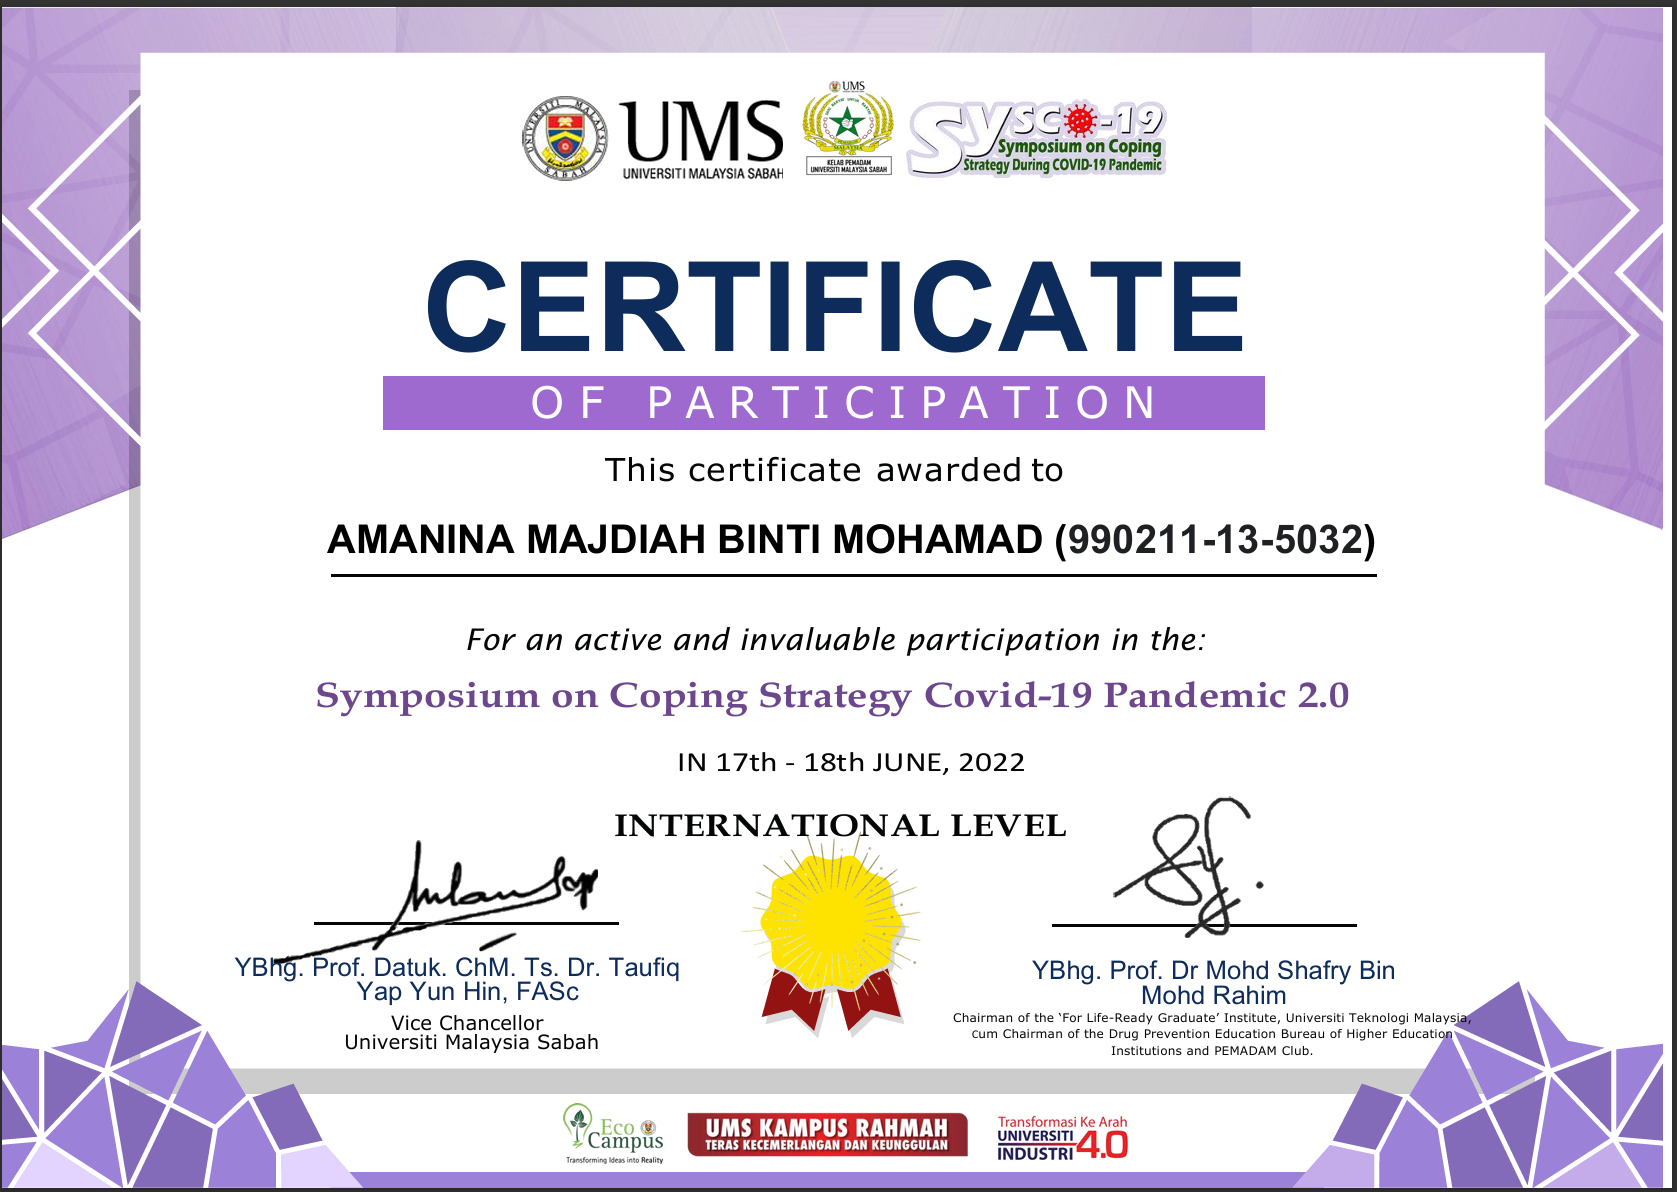 UNIVERSITI MALAYSIA SABAH
UMS
UNIVERSITI MALAYSIA SABAH
UMS
KELAB PEMADAM
UNIVERSITI MALAYSIA SABAH
SYSCO-19
Symposium on Coping
Strategy During COVID-19 Pandemic
CERTIFICATE
OF PARTICIPATION
This certificate awarded to
AMANINA MAJDIAH BINTI MOHAMAD (990211-13-5032)
For an active and invaluable participation in the:
Symposium on Coping Strategy Covid-19 Pandemic 2.0
IN 17th - 18th JUNE, 2022
INTERNATIONAL LEVEL
YBhg. Prof. Datuk. ChM. Ts. Dr. Taufiq
Yap Yun Hin, FASc
Vice Chancellor
Universiti Malaysia Sabah
YBhg. Prof. Dr Mohd Shafry Bin
Mohd Rahim
Chairman of the ‘For Life-Ready Graduate’ Institute, Universiti Teknologi Malaysia,
cum Chairman of the Drug Prevention Education Bureau of Higher Education
Institutions and PEMADAM Club.
Eco
Campus
Transforming Ideas into Reality
UMS KAMPUS RAHMAH
TERAS KECEMERLANGAN DAN KEUNGGULAN
Transformasi Ke Arah
UNIVERSITI
INDUSTRI 4.0